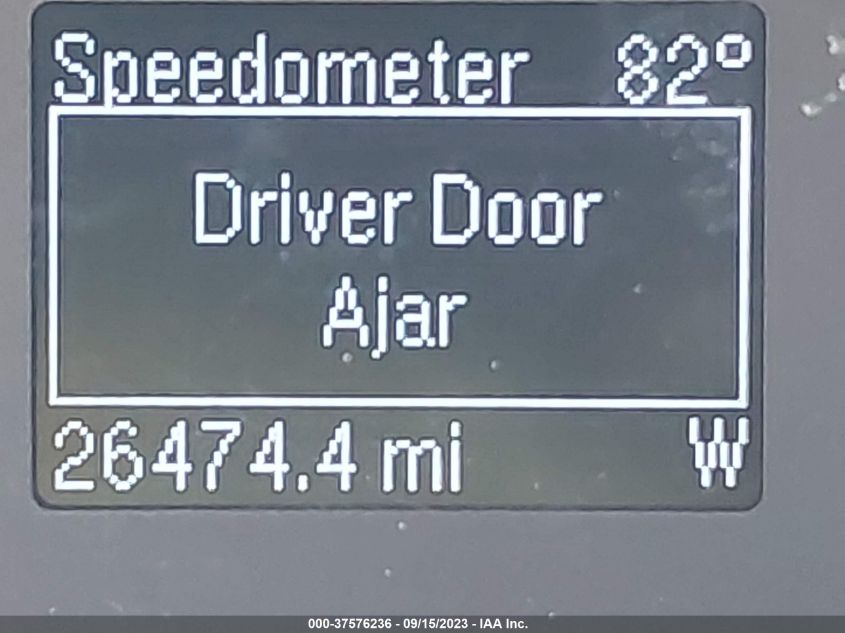 Speedometer 82°
Driver Door
Ajar
26474.4 mi W
000-37576236 - 09/15/2023 - IAA Inc.